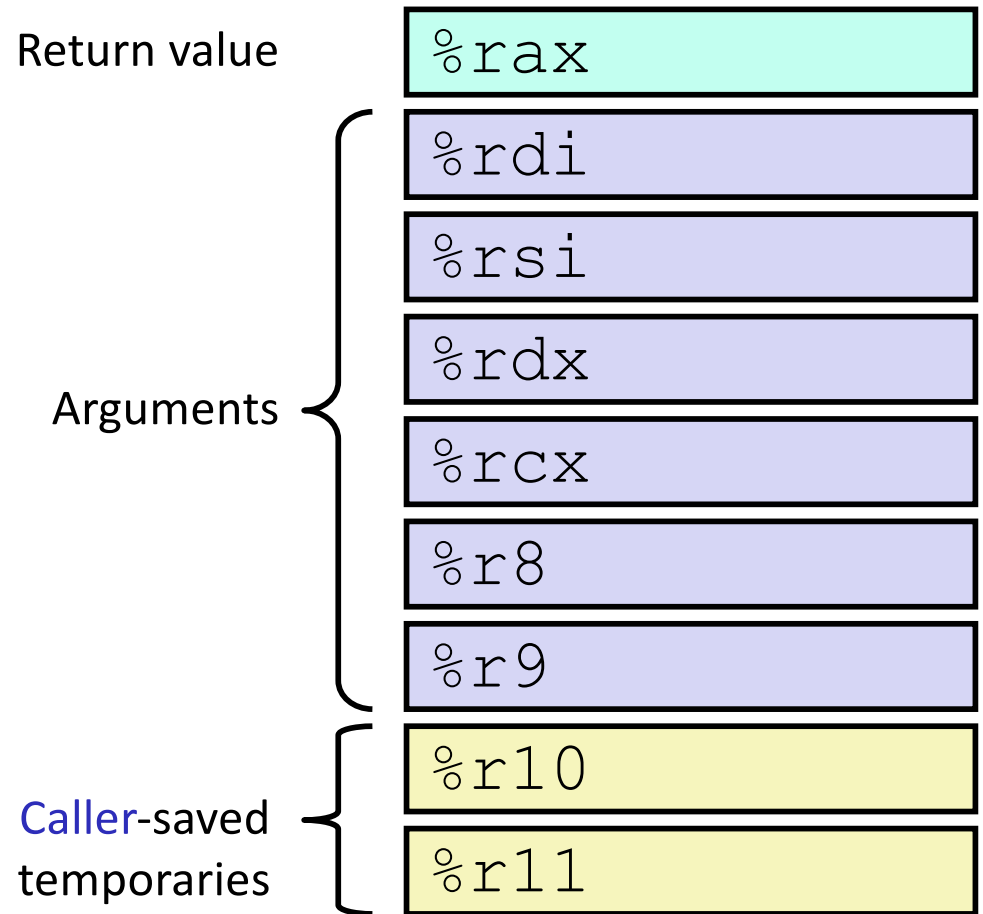 Return value
%rax
%rdi
%rsi
%rdx
Arguments
%rcx
%r8
%r9
%r10
Caller-saved
temporaries
%r11